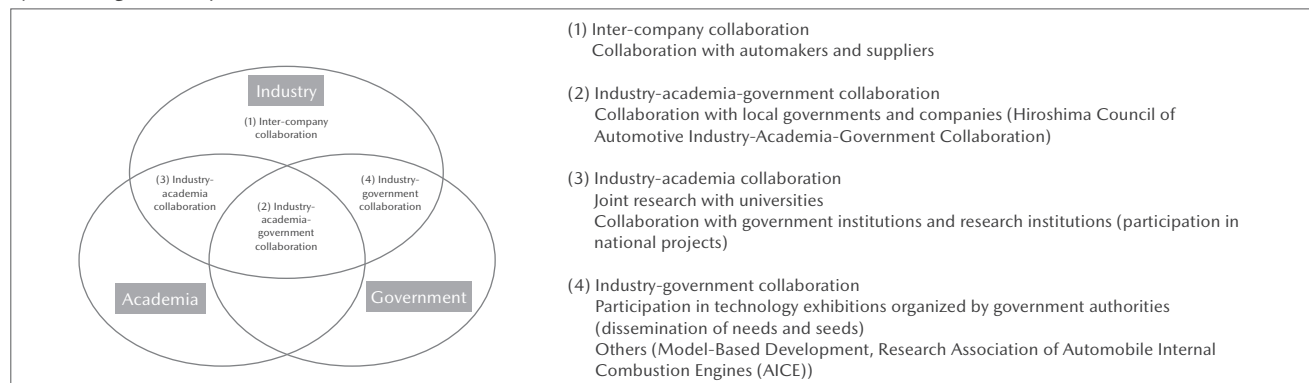 Industry
(1) Inter-company
collaboration
(3) Industry-
academia
collaboration
(4) Industry-
government
collaboration
(2) Industry-
academia-
government
collaboration
Academia
Government
(1) Inter-company collaboration
Collaboration with automakers and suppliers
(2) Industry-academia-government collaboration
Collaboration with local governments and companies (Hiroshima Council of
Automotive Industry-Academia-Government Collaboration)
(3) Industry-academia collaboration
Joint research with universities
Collaboration with government institutions and research institutions (participation in
national projects)
(4) Industry-government collaboration
Participation in technology exhibitions organized by government authorities
(dissemination of needs and seeds)
Others (Model-Based Development, Research Association of Automobile Internal
Combustion Engines (AICE))